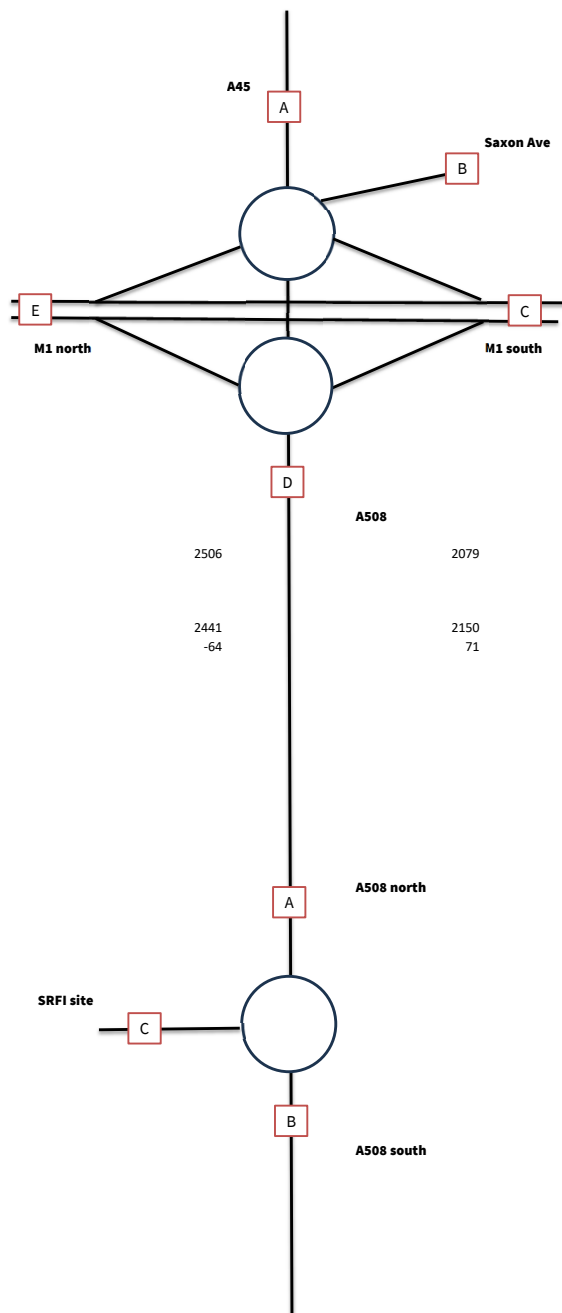 A45
A
Saxon Ave
B
E
C
M1 north
M1 south
D
A508
2506 2079
2441 2150
-64 71
A508 north
A
SRFI site
C
B
A508 south